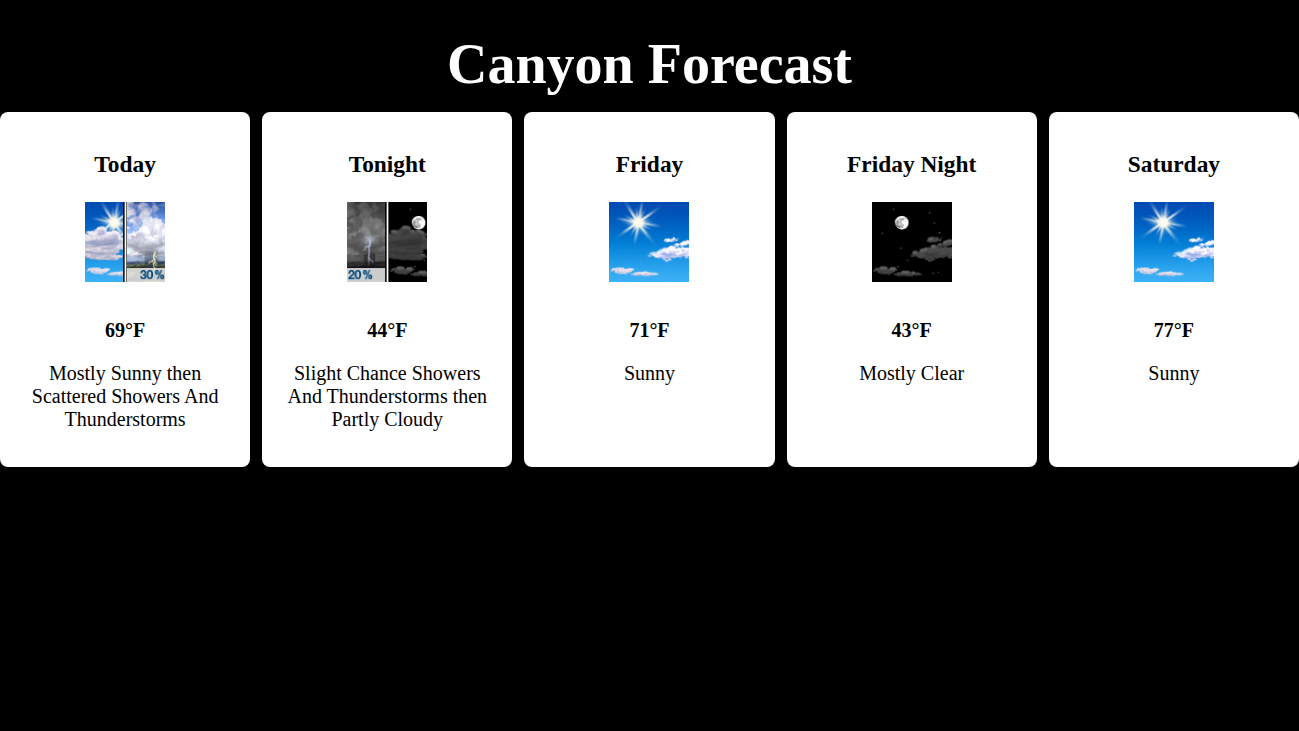 Canyon Forecast
Today
30%
69°F
Mostly Sunny then
Scattered Showers And
Thunderstorms
Tonight
20%
44°F
Slight Chance Showers
And Thunderstorms then
Partly Cloudy
Friday
71°F
Sunny
Friday Night
43°F
Mostly Clear
Saturday
77°F
Sunny